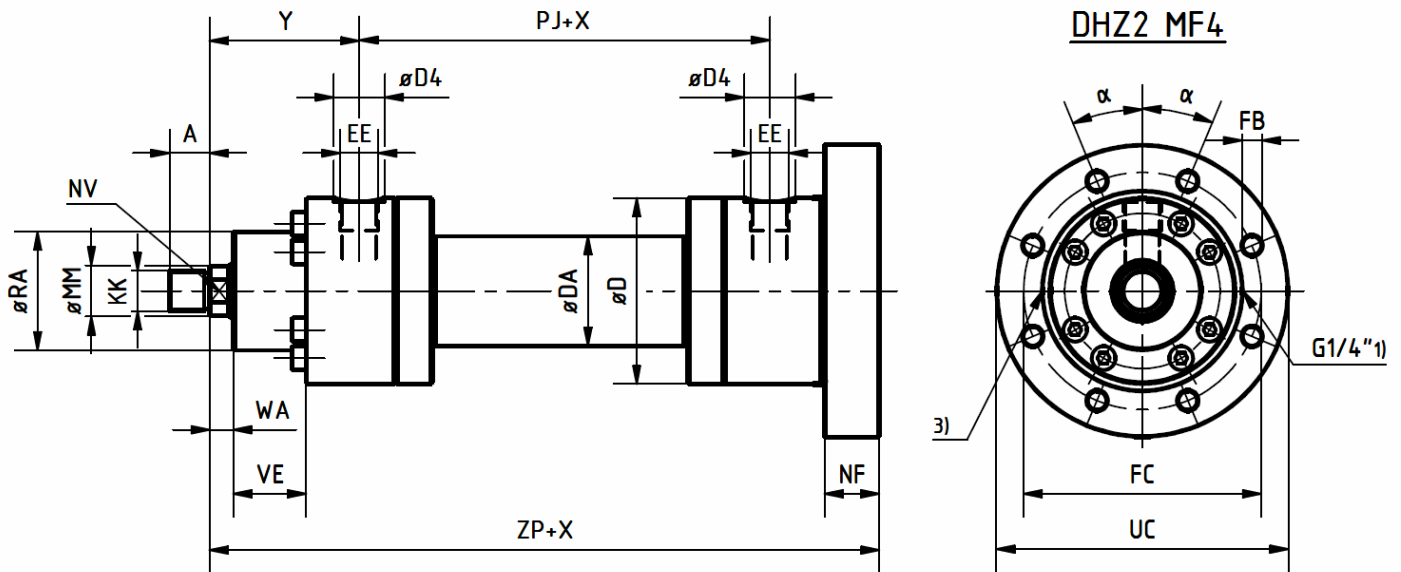 Y
PJ+X
DHZ2 MF4
øD4
øD4
α
α
FB
A
EE
EE
NV
øRA
øMM
KK
øDA
øD
G1/4"1)
WA
3)
VE
NF
FC
ZP+X
UC